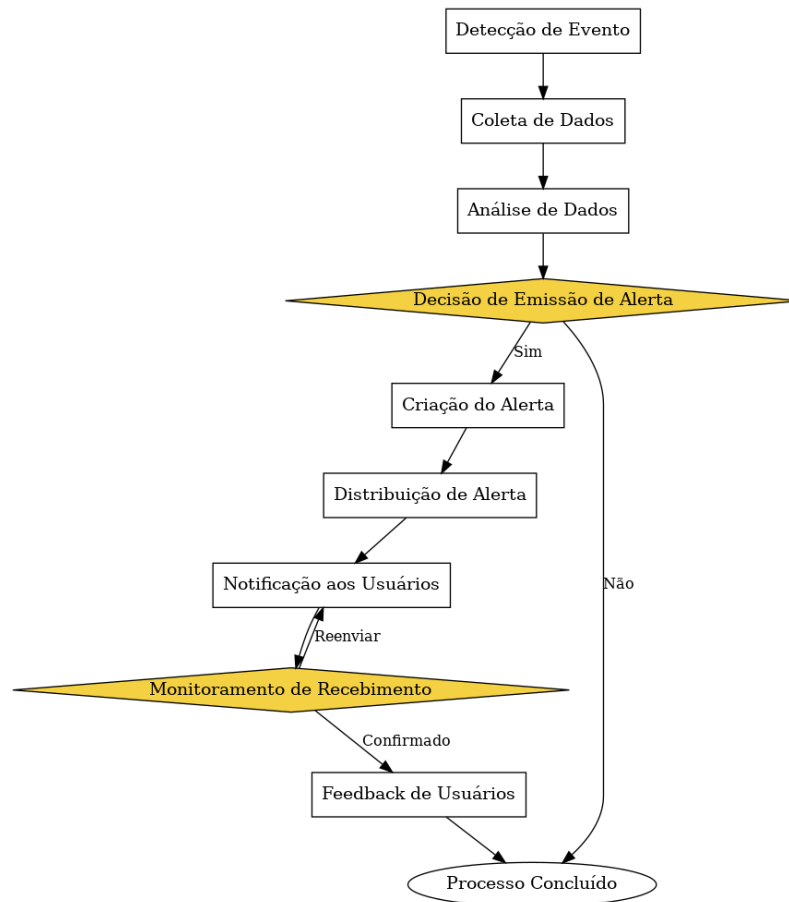 Detecção de Evento
Coleta de Dados
Análise de Dados
Decisão de Emissão de Alerta
Sim
Criação do Alerta
Distribuição de Alerta
Notificação aos Usuários
Não
Reenviar
Monitoramento de Recebimento
Confirmado
Feedback de Usuários
Processo Concluído